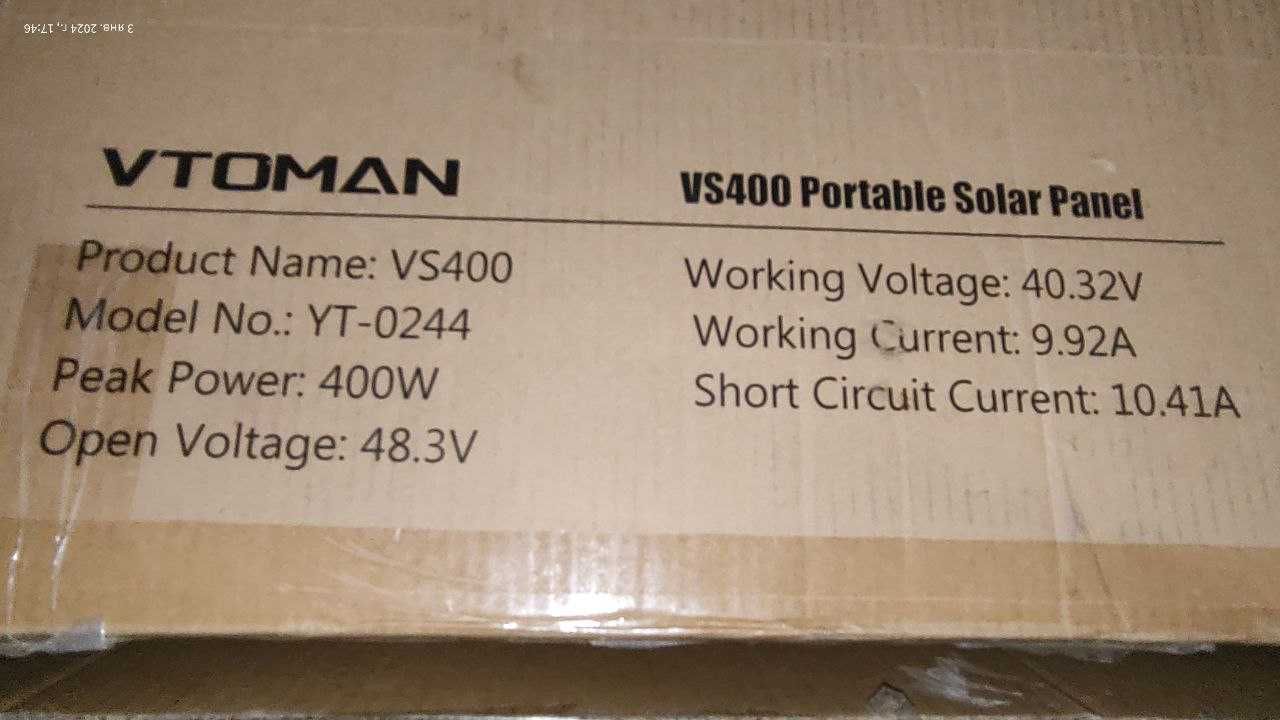 3 янв. 2024 г., 17:46
VTOMAN
VS400 Portable Solar Panel
Product Name: VS400
Model No.: YT-0244
Peak Power: 400W
Open Voltage: 48.3V
Working Voltage: 40.32V
Working Current: 9.92A
Short Circuit Current: 10.41A